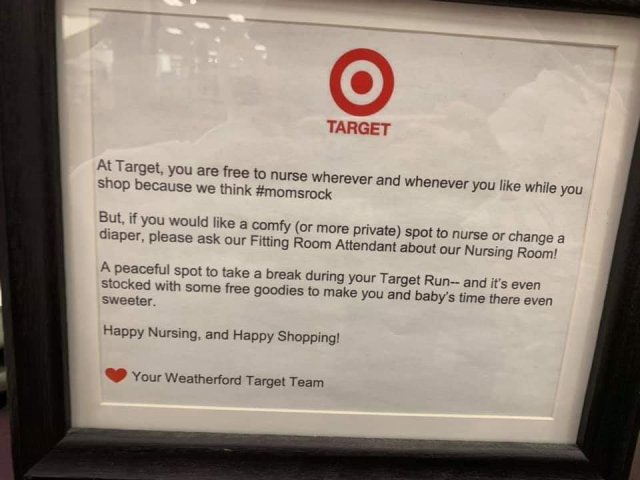 TARGET
At Target, you are free to nurse wherever and whenever you like while you
shop because we think #momsrock
But, if you would like a comfy (or more private) spot to nurse or change a
diaper, please ask our Fitting Room Attendant about our Nursing Room!
A peaceful spot to take a break during your Target Run-- and it's even
stocked with some free goodies to make you and baby's time there even
sweeter.
Happy Nursing, and Happy Shopping!
Your Weatherford Target Team